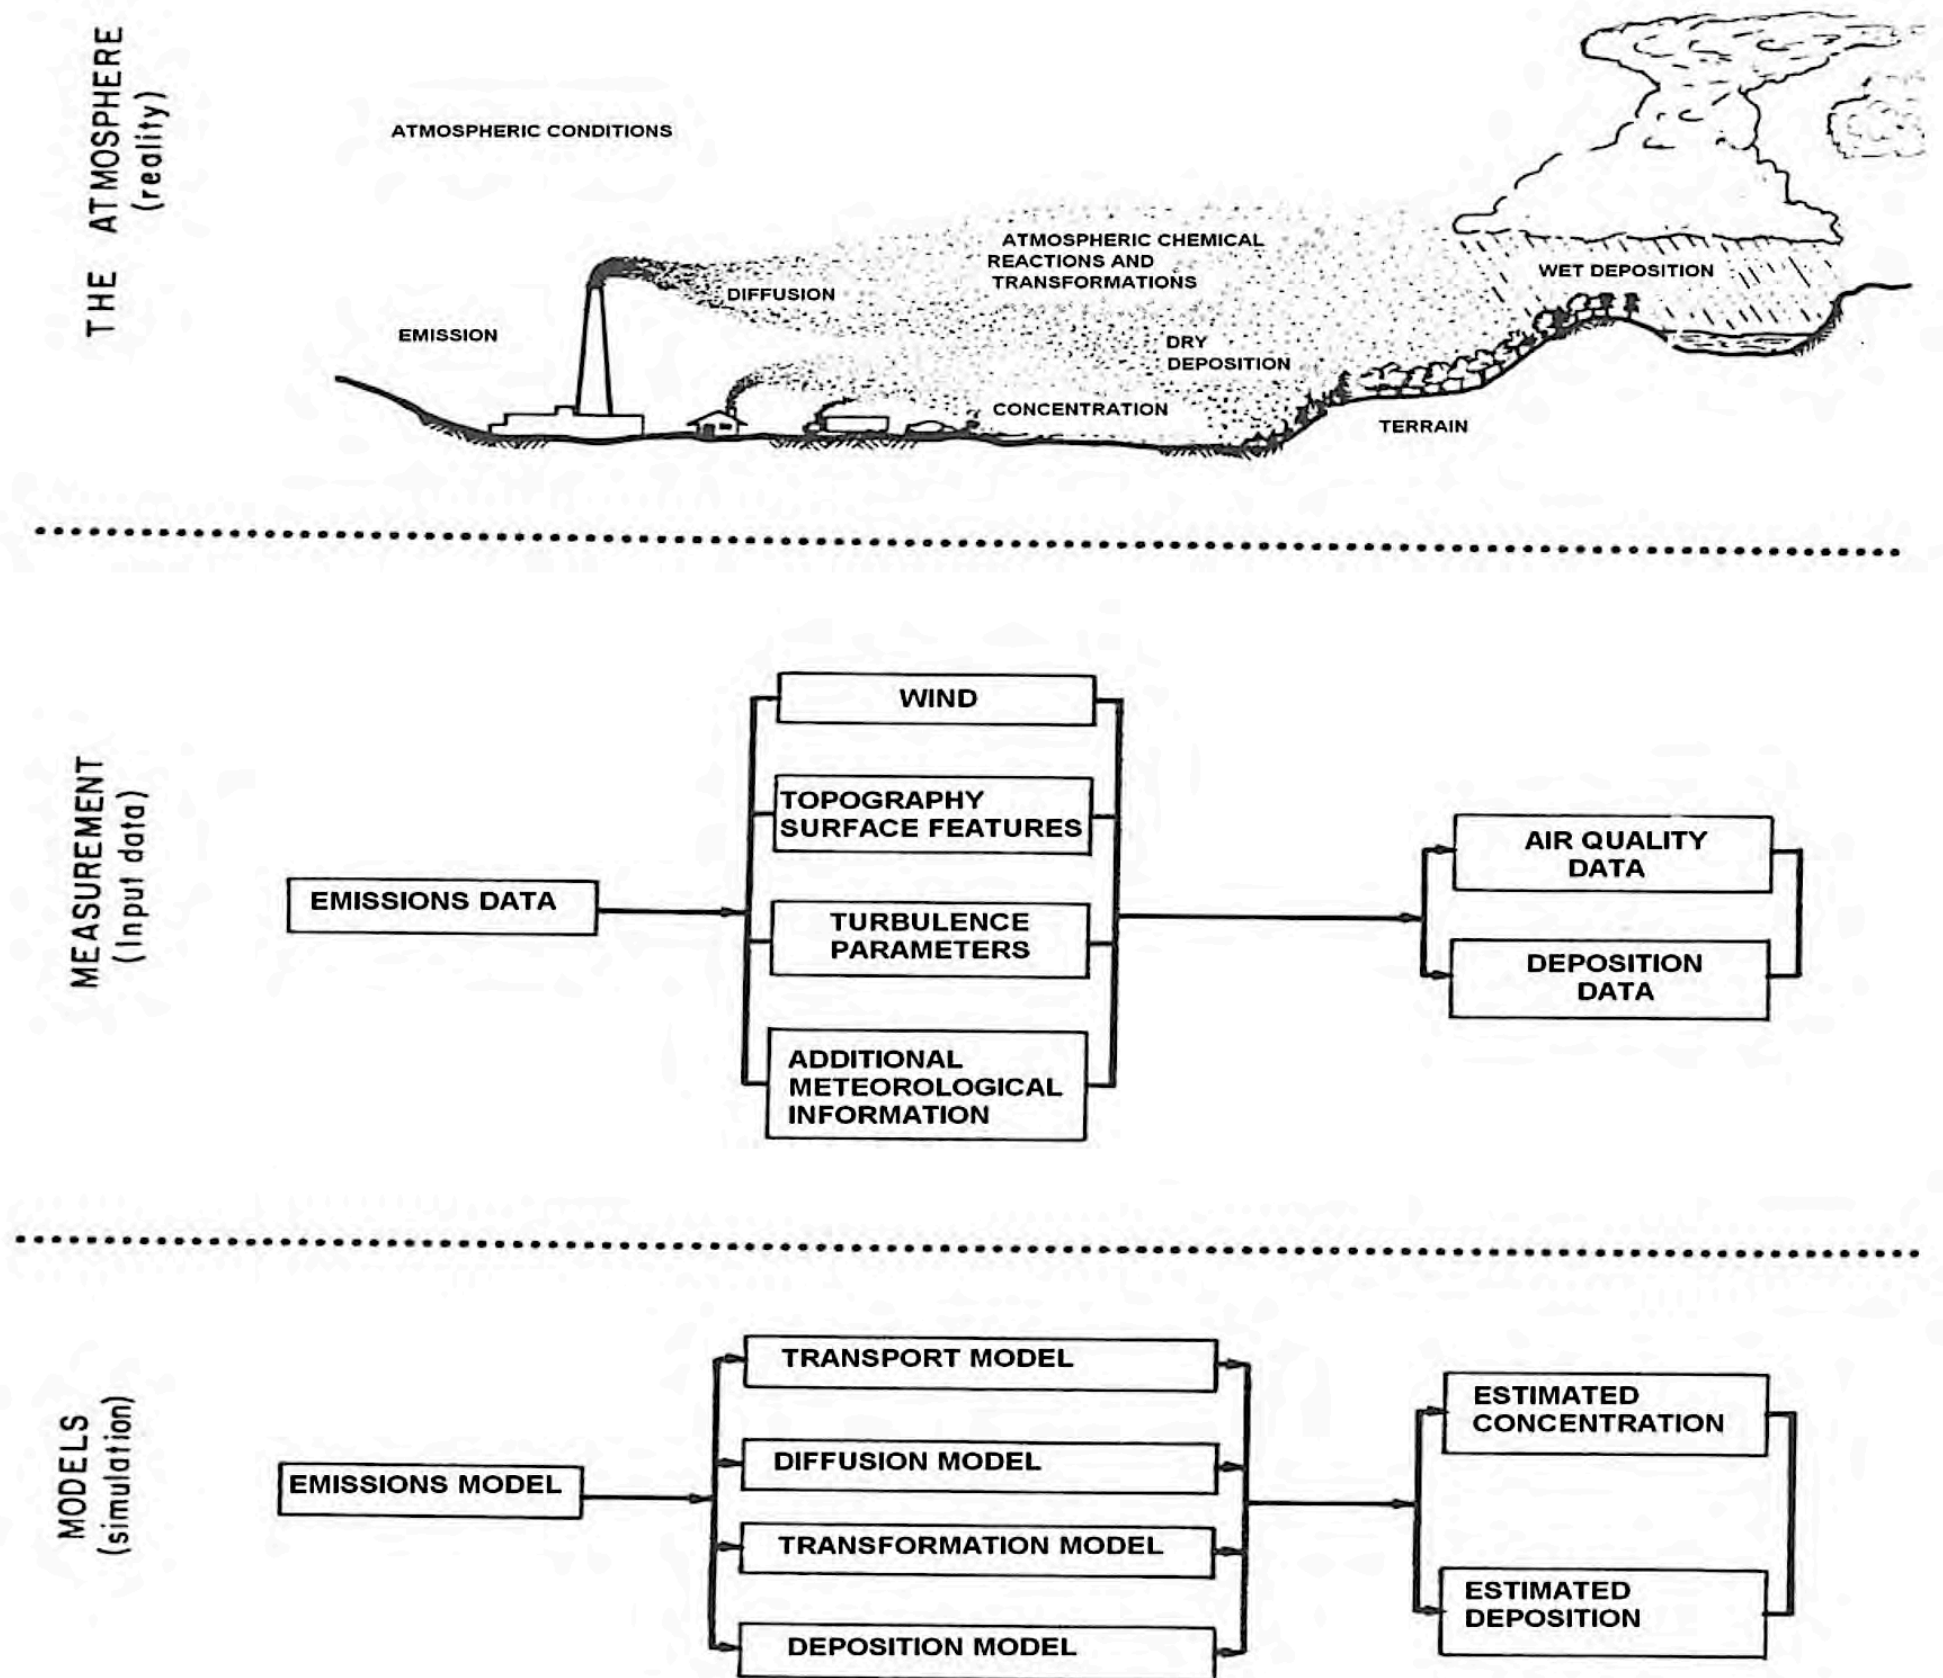 THE ATMOSPHERE
(reality)
ATMOSPHERIC CONDITIONS
EMISSION
DIFFUSION
ATMOSPHERIC CHEMICAL
REACTIONS AND
TRANSFORMATIONS
DRY
DEPOSITION
CONCENTRATION
WET DEPOSITION
TERRAIN
MEASUREMENT
(Input data)
EMISSIONS DATA
WIND
TOPOGRAPHY
SURFACE FEATURES
TURBULENCE
PARAMETERS
ADDITIONAL
METEOROLOGICAL
INFORMATION
AIR QUALITY
DATA
DEPOSITION
DATA
MODELS
(simulation)
EMISSIONS MODEL
TRANSPORT MODEL
DIFFUSION MODEL
TRANSFORMATION MODEL
DEPOSITION MODEL
ESTIMATED
CONCENTRATION
ESTIMATED
DEPOSITION